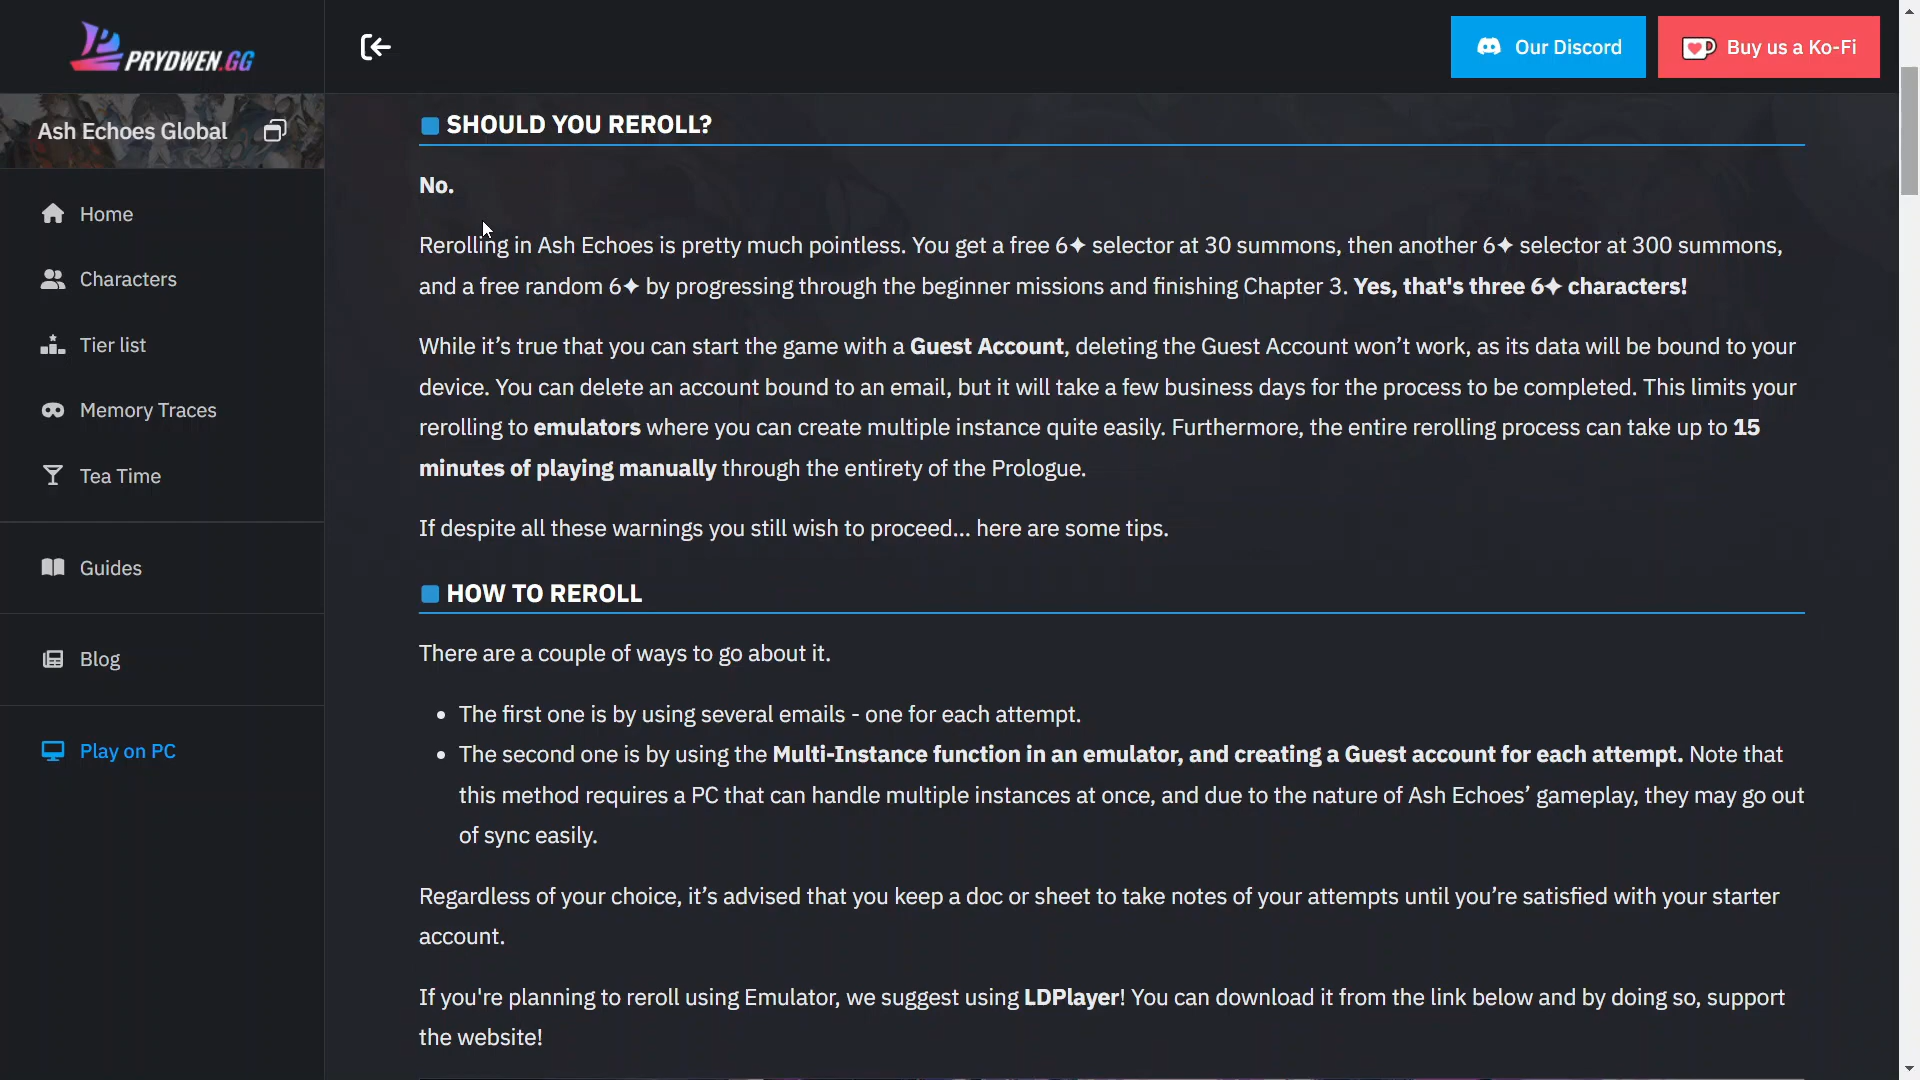 PRYDWEN.GG
Our Discord
Buy us a Ko-Fi
Ash Echoes Global
Home
Characters
Tier list
Memory Traces
Tea Time
Guides
Blog
Play on PC
SHOULD YOU REROLL?
No.
Rerolling in Ash Echoes is pretty much pointless. You get a free 6✦ selector at 30 summons, then another 6✦ selector at 300 summons,
and a free random 6✦ by progressing through the beginner missions and finishing Chapter 3. Yes, that's three 6✦ characters!
While it’s true that you can start the game with a Guest Account, deleting the Guest Account won’t work, as its data will be bound to your
device. You can delete an account bound to an email, but it will take a few business days for the process to be completed. This limits your
rerolling to emulators where you can create multiple instance quite easily. Furthermore, the entire rerolling process can take up to 15
minutes of playing manually through the entirety of the Prologue.
If despite all these warnings you still wish to proceed... here are some tips.
HOW TO REROLL
There are a couple of ways to go about it.
• The first one is by using several emails - one for each attempt.
• The second one is by using the Multi-Instance function in an emulator, and creating a Guest account for each attempt. Note that
this method requires a PC that can handle multiple instances at once, and due to the nature of Ash Echoes’ gameplay, they may go out
of sync easily.
Regardless of your choice, it’s advised that you keep a doc or sheet to take notes of your attempts until you’re satisfied with your starter
account.
If you're planning to reroll using Emulator, we suggest using LDPlayer! You can download it from the link below and by doing so, support
the website!